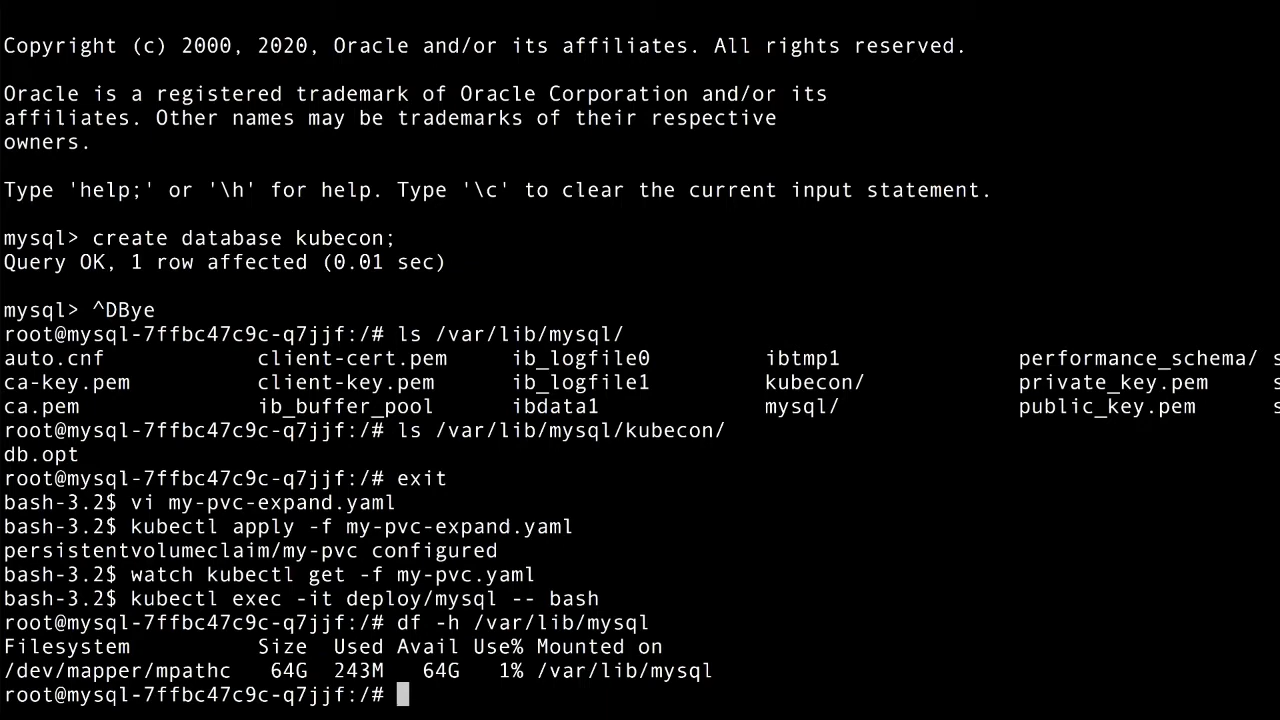 Copyright (c) 2000, 2020, Oracle and/or its affiliates. All rights reserved.
Oracle is a registered trademark of Oracle Corporation and/or its
affiliates. Other names may be trademarks of their respective
owners.
Type 'help;' or '\h' for help. Type '\c' to clear the current input statement.
mysql> create database kubecon;
Query OK, 1 row affected (0.01 sec)
mysql> ^DBye
root@mysql-7ffbc47c9c-q7jjf:/# ls /var/lib/mysql/
auto.cnf client-cert.pem ib_logfile0 ibtmp1 performance_schema/ s
ca-key.pem client-key.pem ib_logfile1 kubecon/ private_key.pem s
ca.pem ib_buffer_pool ibdata1 mysql/ public_key.pem s
root@mysql-7ffbc47c9c-q7jjf:/# ls /var/lib/mysql/kubecon/
db.opt
root@mysql-7ffbc47c9c-q7jjf:/# exit
bash-3.2$ vi my-pvc-expand.yaml
bash-3.2$ kubectl apply -f my-pvc-expand.yaml
persistentvolumeclaim/my-pvc configured
bash-3.2$ watch kubectl get -f my-pvc.yaml
bash-3.2$ kubectl exec -it deploy/mysql -- bash
root@mysql-7ffbc47c9c-q7jjf:/# df -h /var/lib/mysql
Filesystem Size Used Avail Use% Mounted on
/dev/mapper/mpathc 64G 243M 64G 1% /var/lib/mysql
root@mysql-7ffbc47c9c-q7jjf:/#